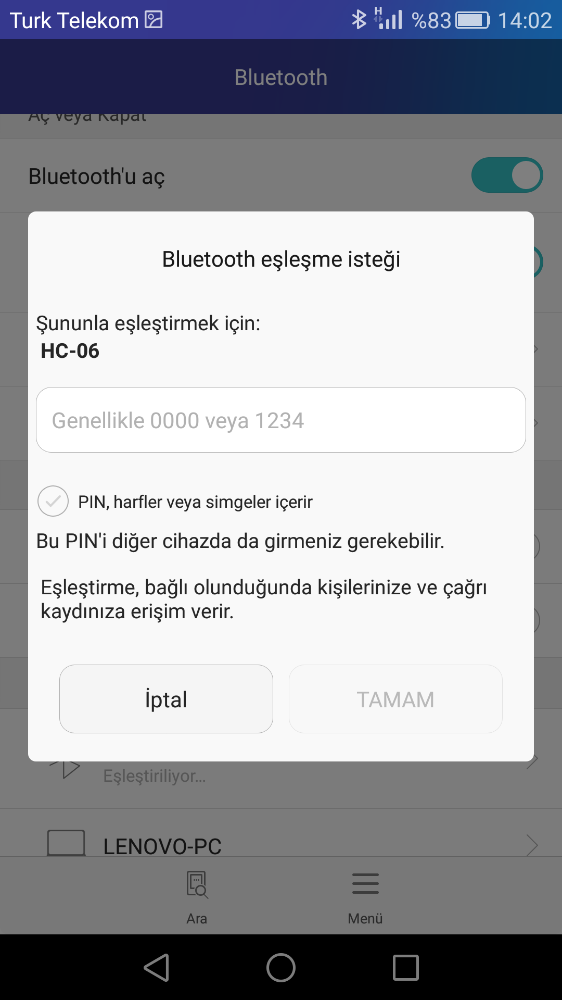 Turk Telekom H %83 14:02
Bluetooth
Aç veya Kapat
Bluetooth'u aç
Bluetooth eşleşme isteği
Şununla eşleştirmek için:
HC-06
Genellikle 0000 veya 1234
PIN, harfler veya simgeler içerir
Bu PIN'i diğer cihazda da girmeniz gerekebilir.
Eşleştirme, bağlı olunduğunda kişilerinize ve çağrı
kaydınıza erişim verir.
İptal TAMAM
Eşleştiriliyor...
LENOVO-PC
Ara Menü